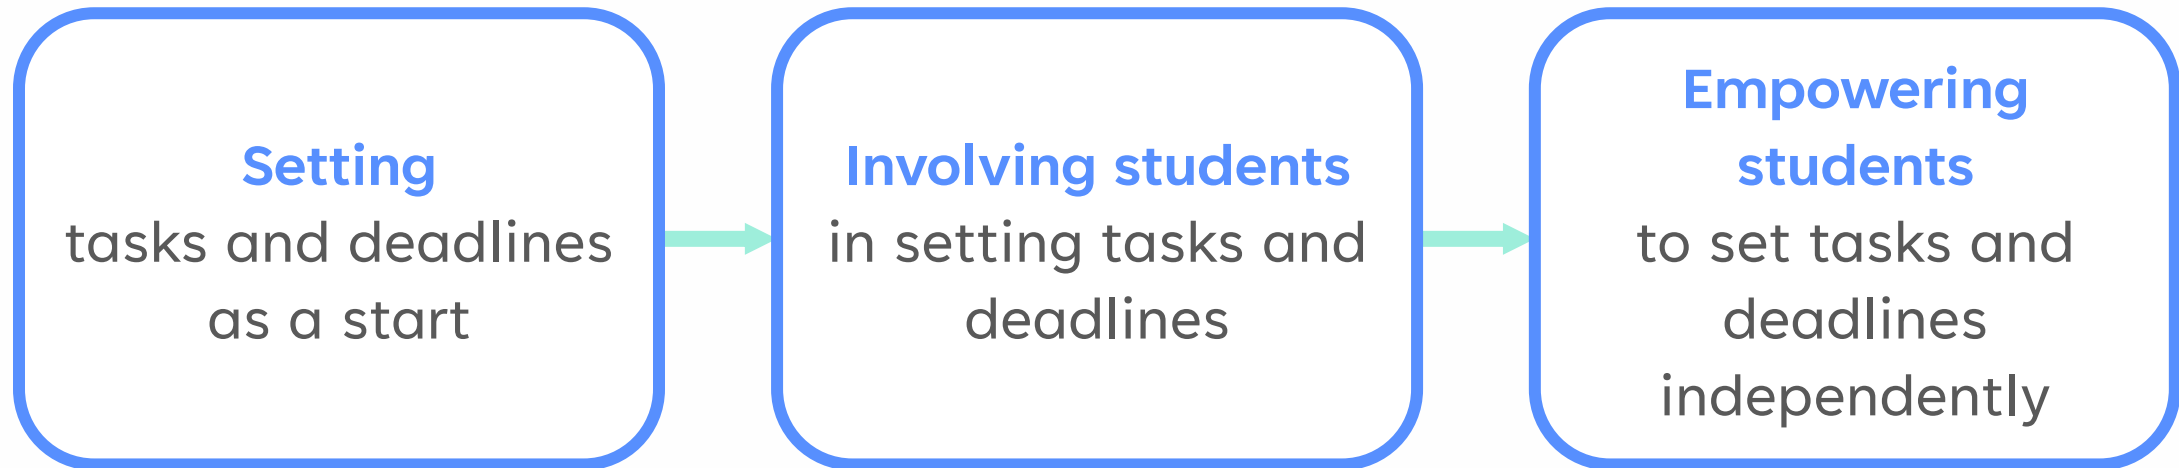 Setting
tasks and deadlines
as a start
Involving students
in setting tasks and
deadlines
Empowering
students
to set tasks and
deadlines
independently